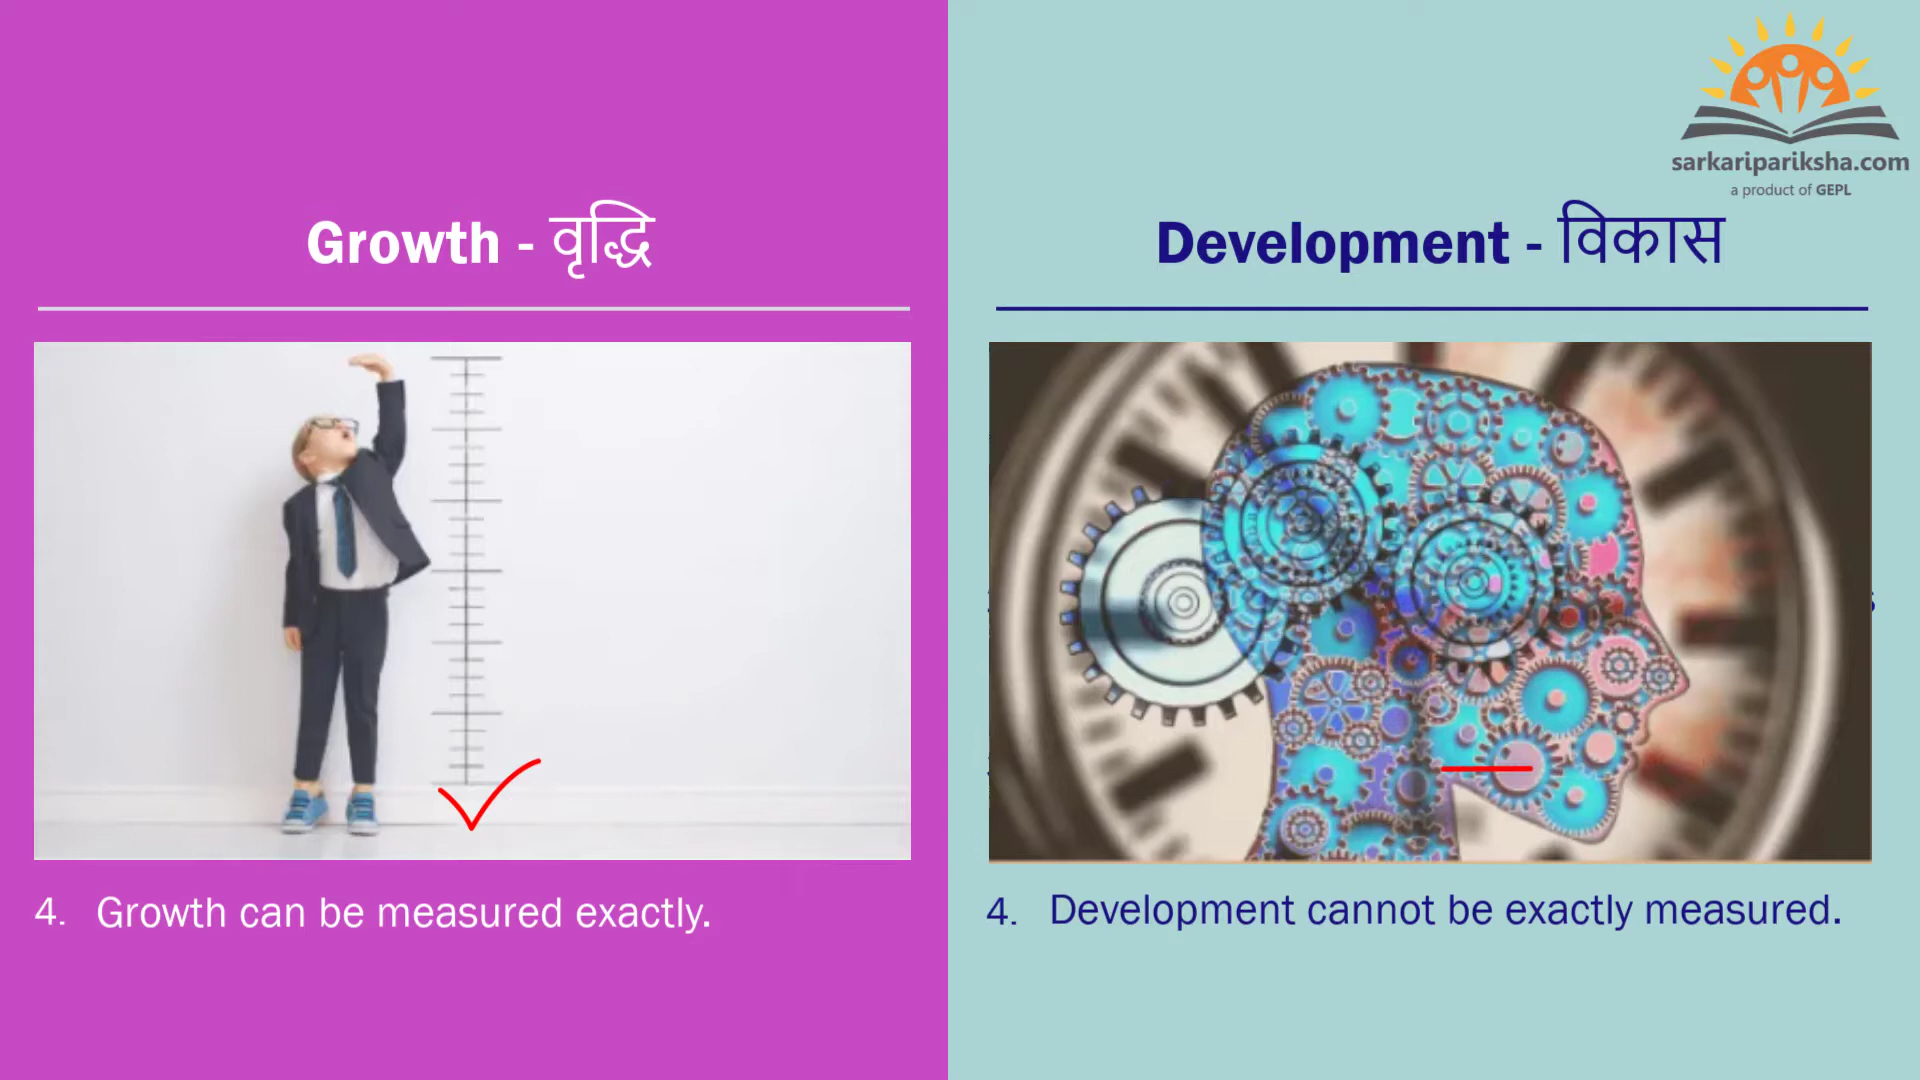 sarkaripariksha.com
a product of GEPL
Growth - वृद्धि
Development - विकास
4. Growth can be measured exactly.
4. Development cannot be exactly measured.